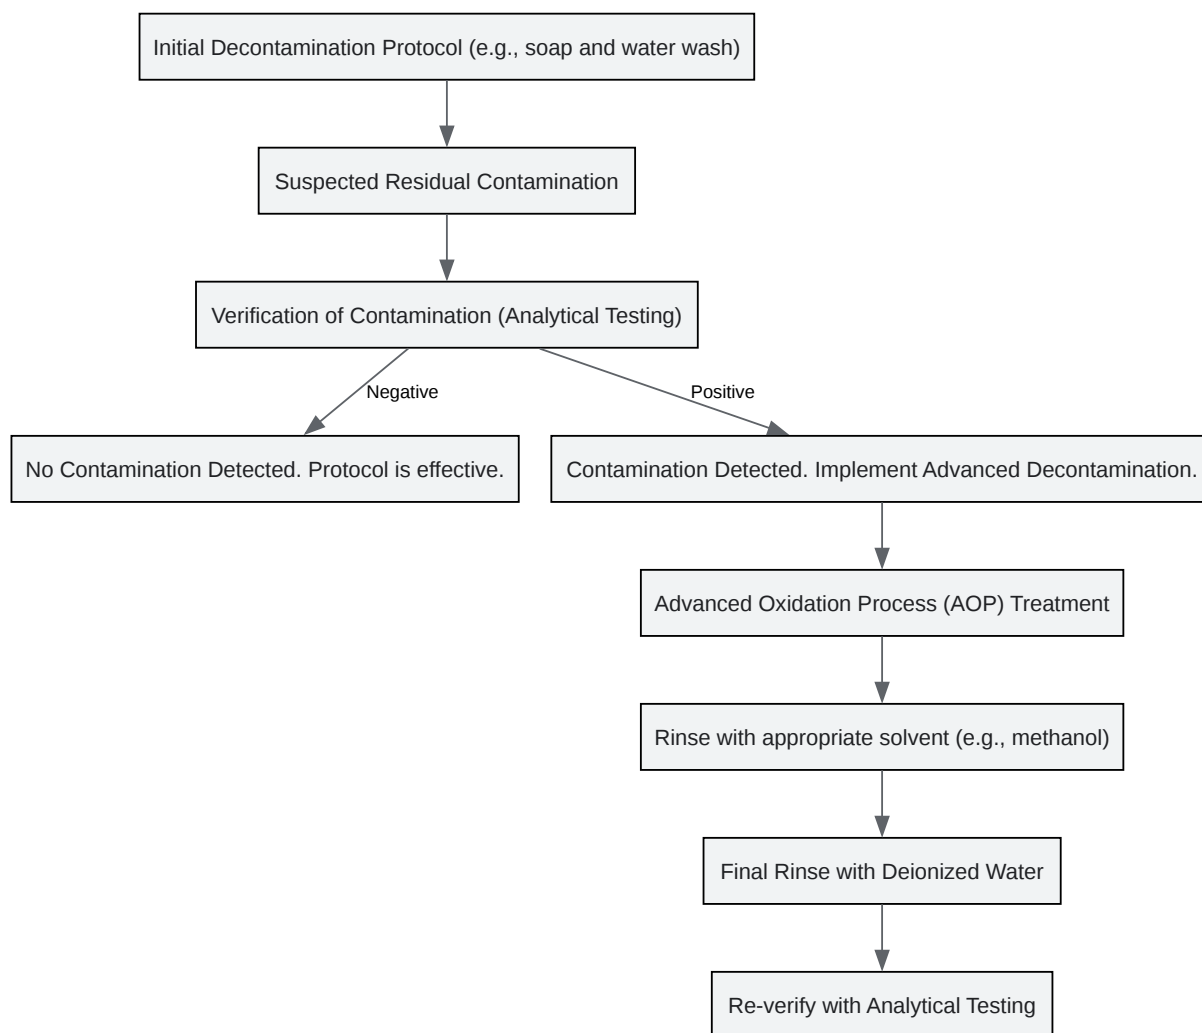 Initial Decontamination Protocol (e.g., soap and water wash)
Suspected Residual Contamination
Verification of Contamination (Analytical Testing)
Negative
Positive
No Contamination Detected. Protocol is effective.
Contamination Detected. Implement Advanced Decontamination.
Advanced Oxidation Process (AOP) Treatment
Rinse with appropriate solvent (e.g., methanol)
Final Rinse with Deionized Water
Re-verify with Analytical Testing